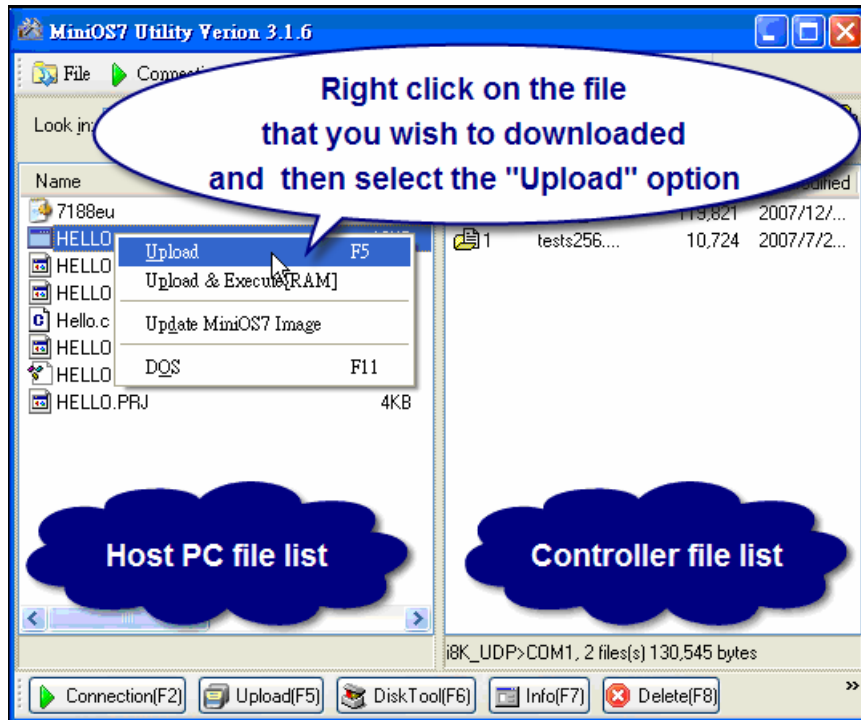 MiniOS7 Utility Verion 3.1.6
File Connecti
Right click on the file
that you wish to downloaded
and then select the "Upload" option
Look in:
Name
7188eu
119,821 2007/12/...
HELLO
1 tests256.... 10,724 2007/7/2...
Upload F5
HELLO
Upload & Execute[RAM]
HELLO
Hello.c
Update MiniOS7 Image
HELLO
HELLO
DOS F11
HELLO.PRJ 4KB
Host PC file list
Controller file list
i8K_UDP>COM1, 2 files(s) 130,545 bytes
Connection(F2) Upload(F5) DiskTool(F6) Info(F7) Delete(F8) »